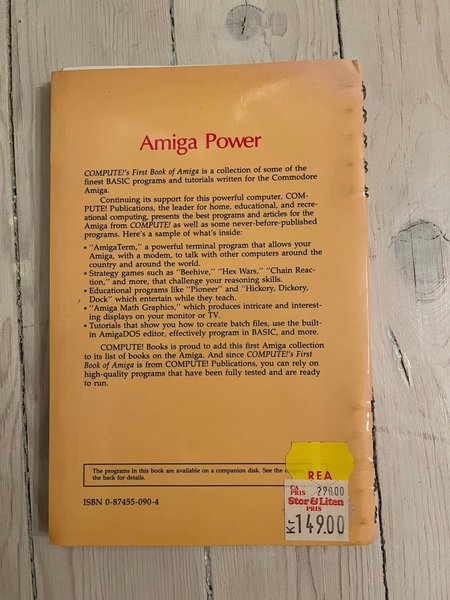 Amiga Power
COMPUTE!'s First Book of Amiga is a collection of some of the
finest BASIC programs and tutorials written for the Commodore
Amiga.
Continuing its support for this powerful computer, COM-
PUTE! Publications, the leader for home, educational, and recre-
ational computing, presents the best programs and articles for the
Amiga from COMPUTE! as well as some never-before-published
programs. Here's a sample of what's inside:
• "AmigaTerm," a powerful terminal program that allows your
Amiga, with a modem, to talk with other computers around the
country and around the world.
• Strategy games such as "Beehive," "Hex Wars," "Chain Reac-
tion," and more, that challenge your reasoning skills.
• Educational programs like "Pioneer" and "Hickory, Dickory,
Dock" which entertain while they teach.
• "Amiga Math Graphics," which produces intricate and interest-
ing displays on your monitor or TV.
• Tutorials that show you how to create batch files, use the built-
in AmigaDOS editor, effectively program in BASIC, and more.
COMPUTE! Books is proud to add this first Amiga collection
to its list of books on the Amiga. And since COMPUTE!'s First
Book of Amiga is from COMPUTE! Publications, you can rely on
high-quality programs that have been fully tested and are ready
to run.
The programs in this book are available on a companion disk. See the
the back for details.
ISBN 0-87455-090-4
REA
CA
PRIS 298.00
Stor & Liten
PRIS
Kr 149.00